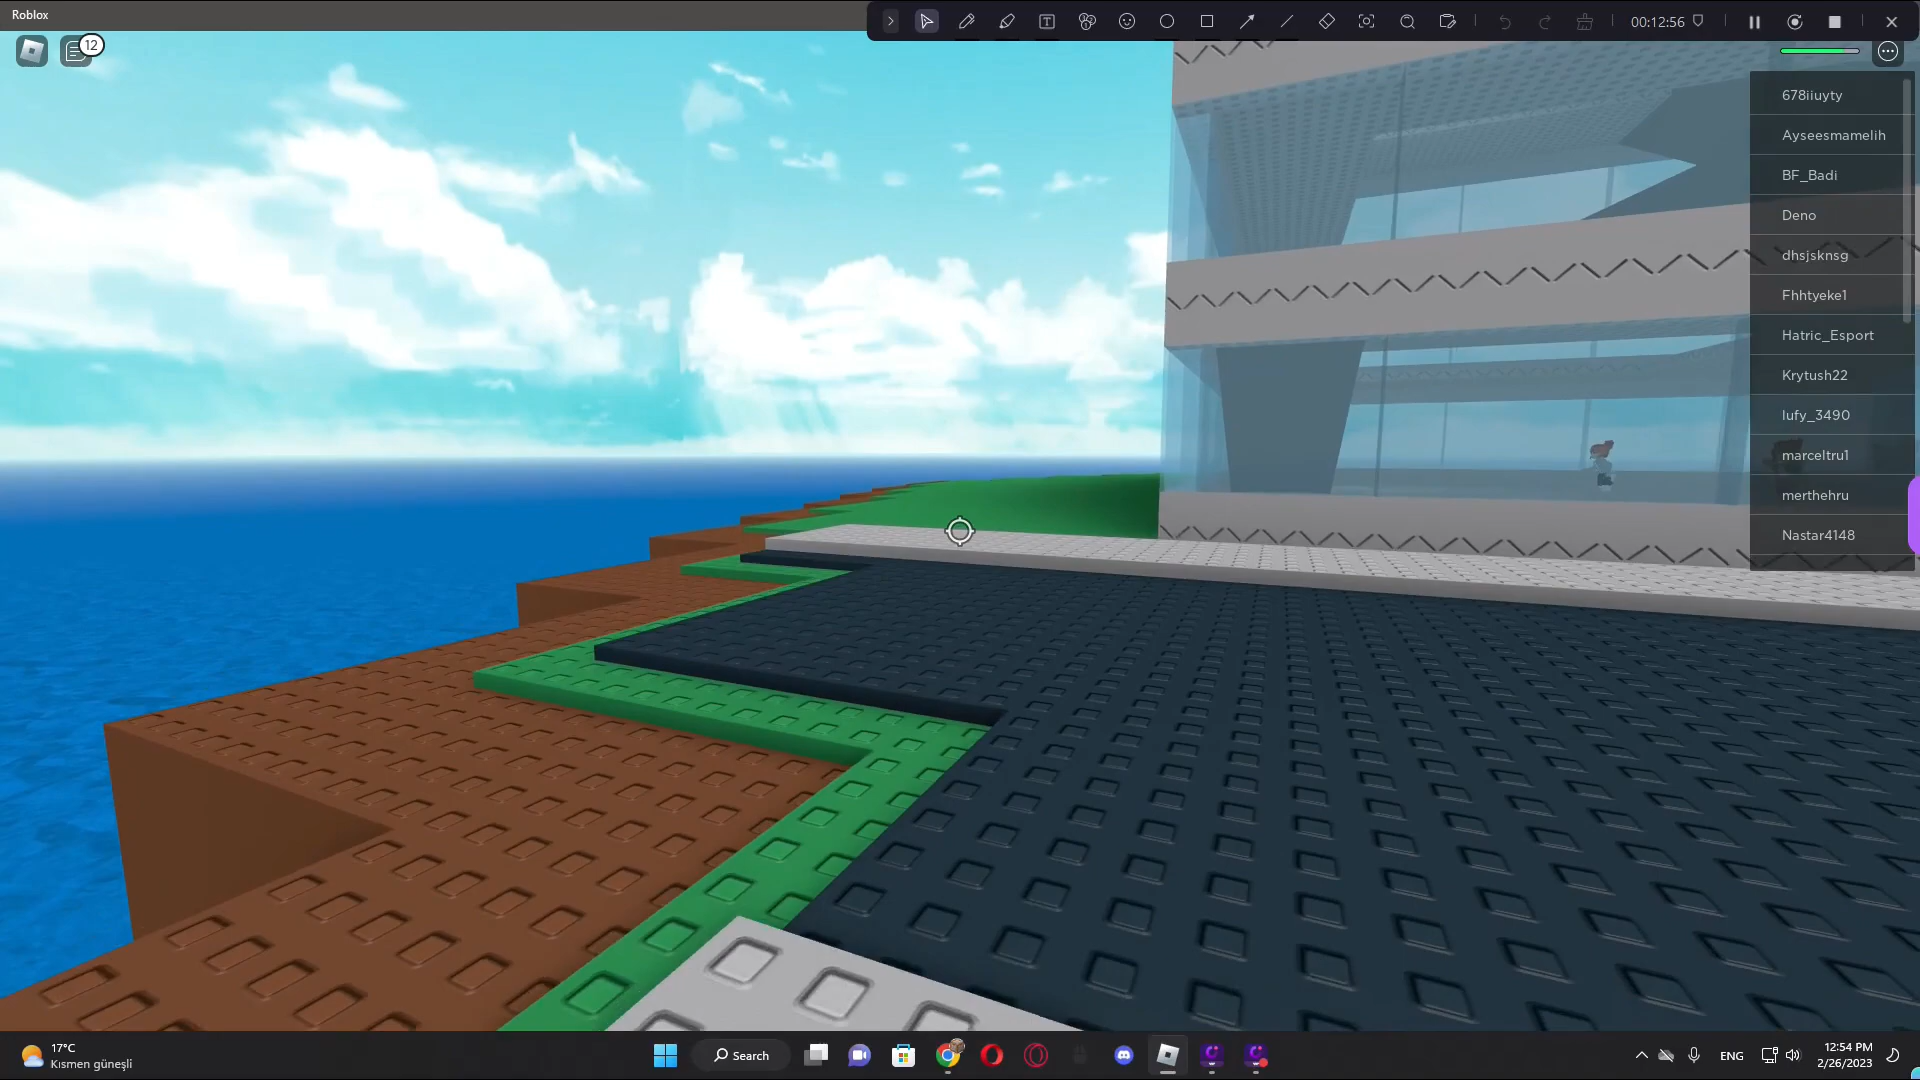 Roblox
00:12:56
12
678iiuyty
Ayseesmamelih
BF_Badi
Deno
dhsjsknsg
Fhhtyeke1
Hatric_Esport
Krytush22
lufy_3490
marceltru1
merthehru
Nastar4148
17°C
Kısmen güneşli
Search
ENG
12:54 PM
2/26/2023